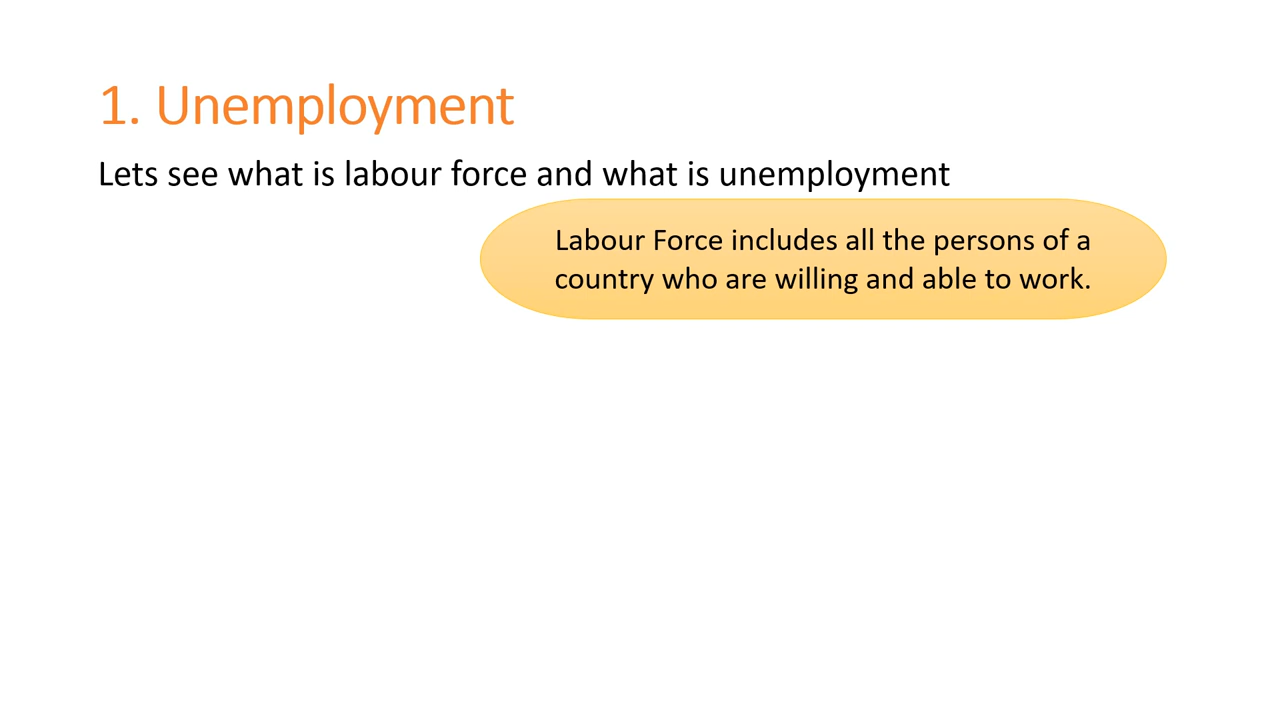 1. Unemployment
Lets see what is labour force and what is unemployment
Labour Force includes all the persons of a
country who are willing and able to work.